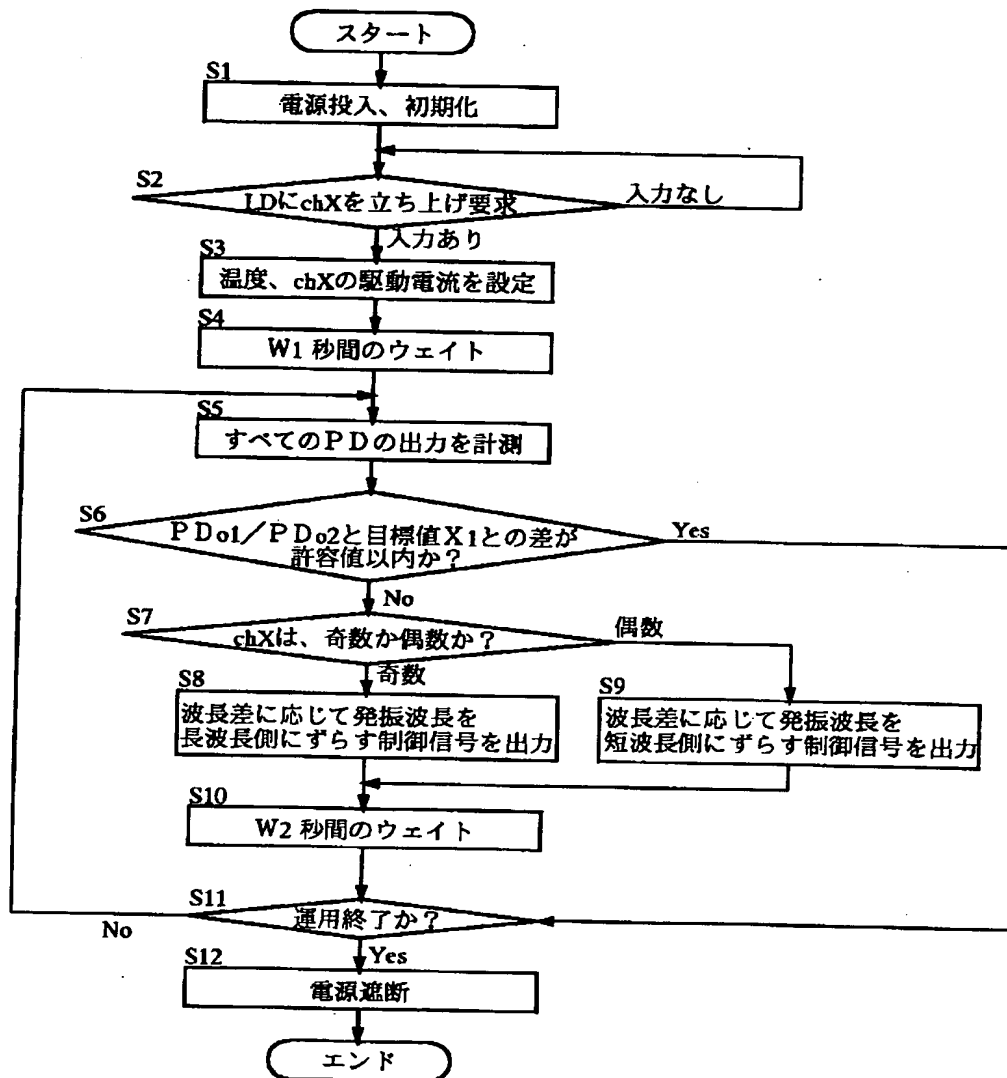 スタート
S1
電源投入、初期化
S2
LDにchXを立ち上げ要求
入力なし
入力あり
S3
温度、chXの駆動電流を設定
S4
W1 秒間のウェイト
S5
すべてのPDの出力を計測
S6
PDo1／PDo2と目標値X1との差が
許容値以内か？
Yes
No
S7
chXは、奇数か偶数か？
偶数
奇数
S8
波長差に応じて発振波長を
長波長側にずらす制御信号を出力
S9
波長差に応じて発振波長を
短波長側にずらす制御信号を出力
S10
W2 秒間のウェイト
S11
運用終了か？
No
Yes
S12
電源遮断
エンド